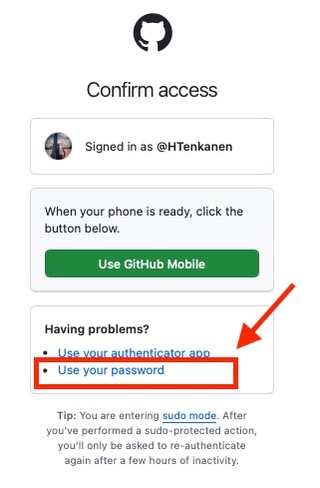 Confirm access
Signed in as @HTenkanen
When your phone is ready, click the
button below.
Use GitHub Mobile
Having problems?
• Use your authenticator app
• Use your password
Tip: You are entering sudo mode. After
you've performed a sudo-protected action,
you'll only be asked to re-authenticate
again after a few hours of inactivity.